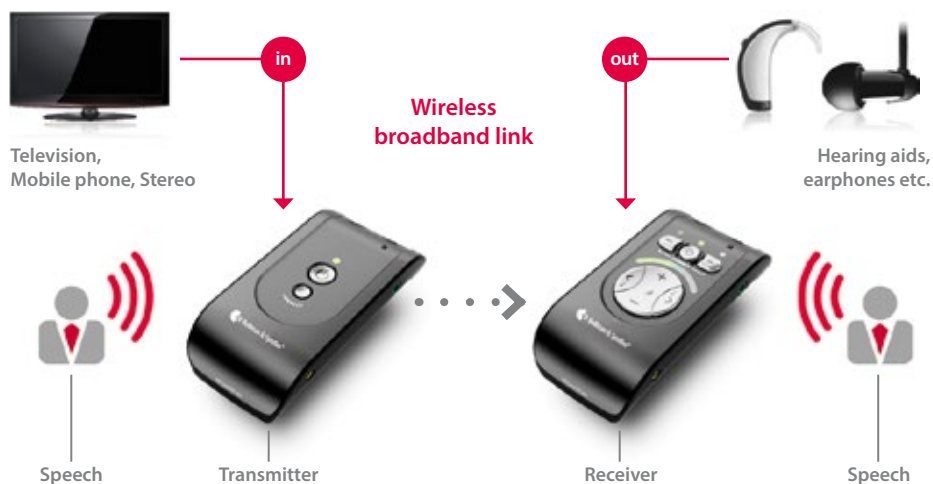 in
out
Wireless
broadband link
Television,
Mobile phone, Stereo
Hearing aids,
earphones etc.
Speech
Transmitter
Receiver
Speech